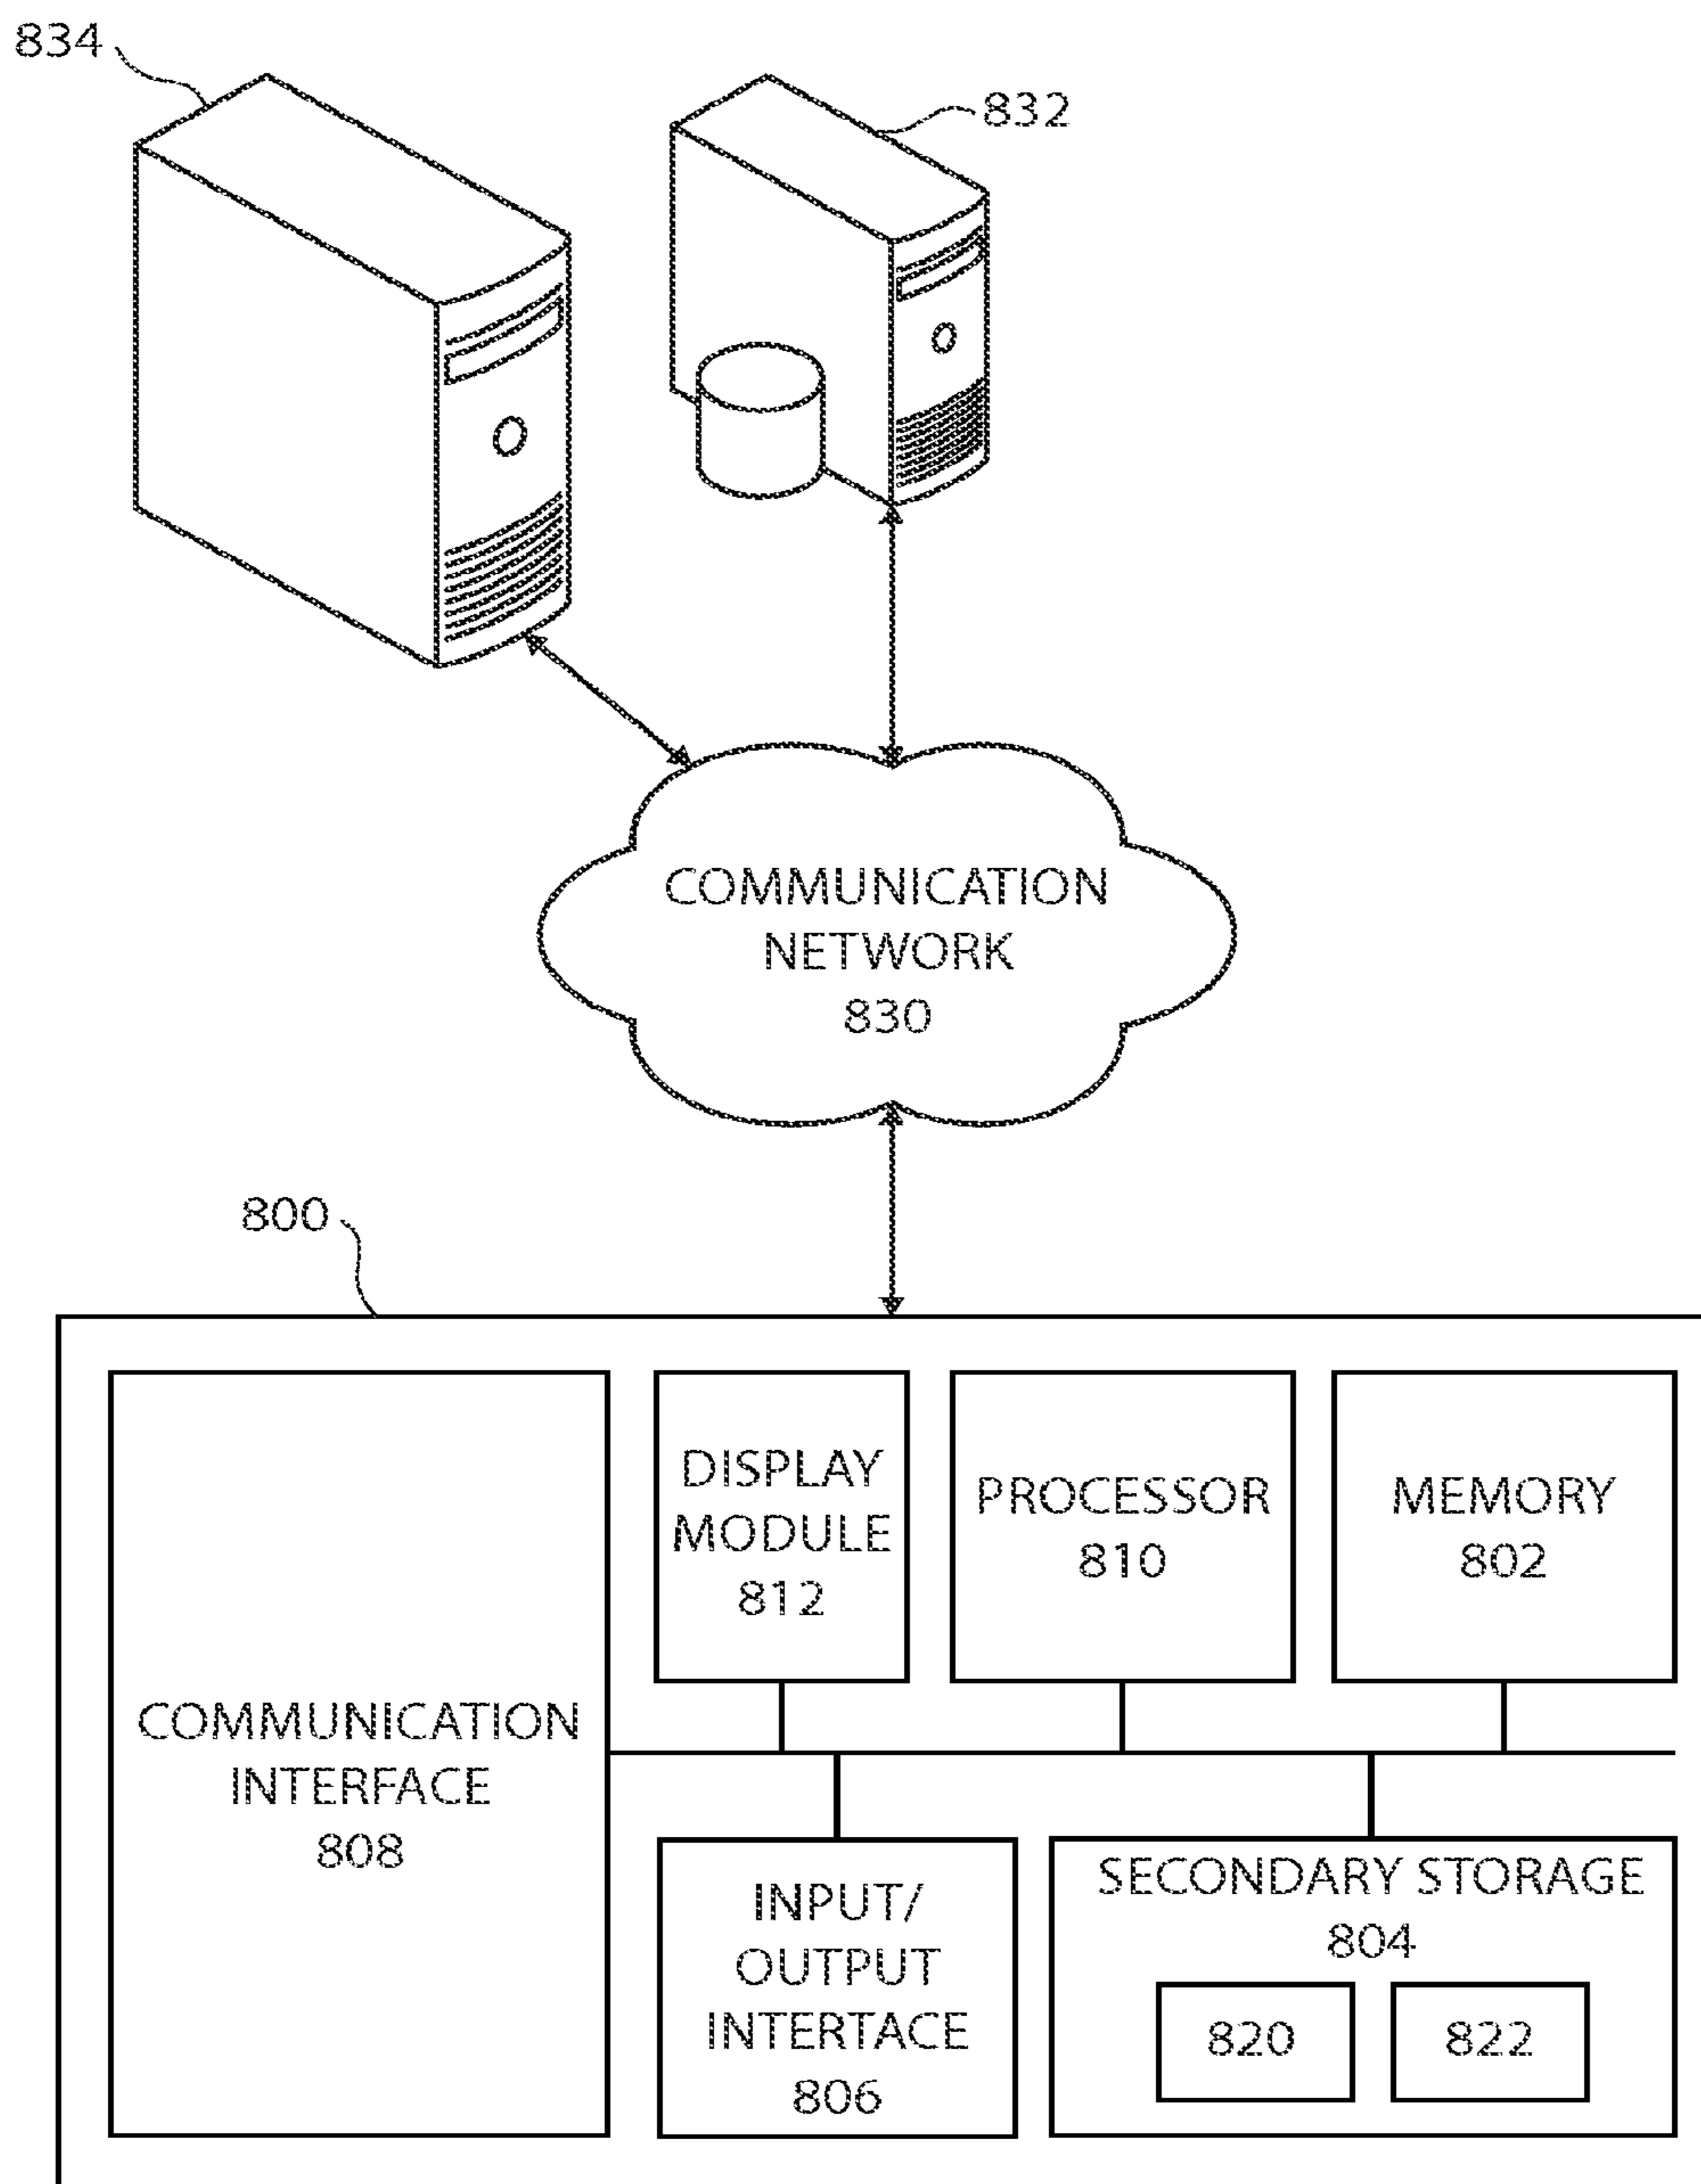 834
832
COMMUNICATION
NETWORK
830
800
COMMUNICATION
INTERFACE
808
DISPLAY
MODULE
812
PROCESSOR
810
MEMORY
802
INPUT/
OUTPUT
INTERTACE
806
SECONDARY STORAGE
804
820
822